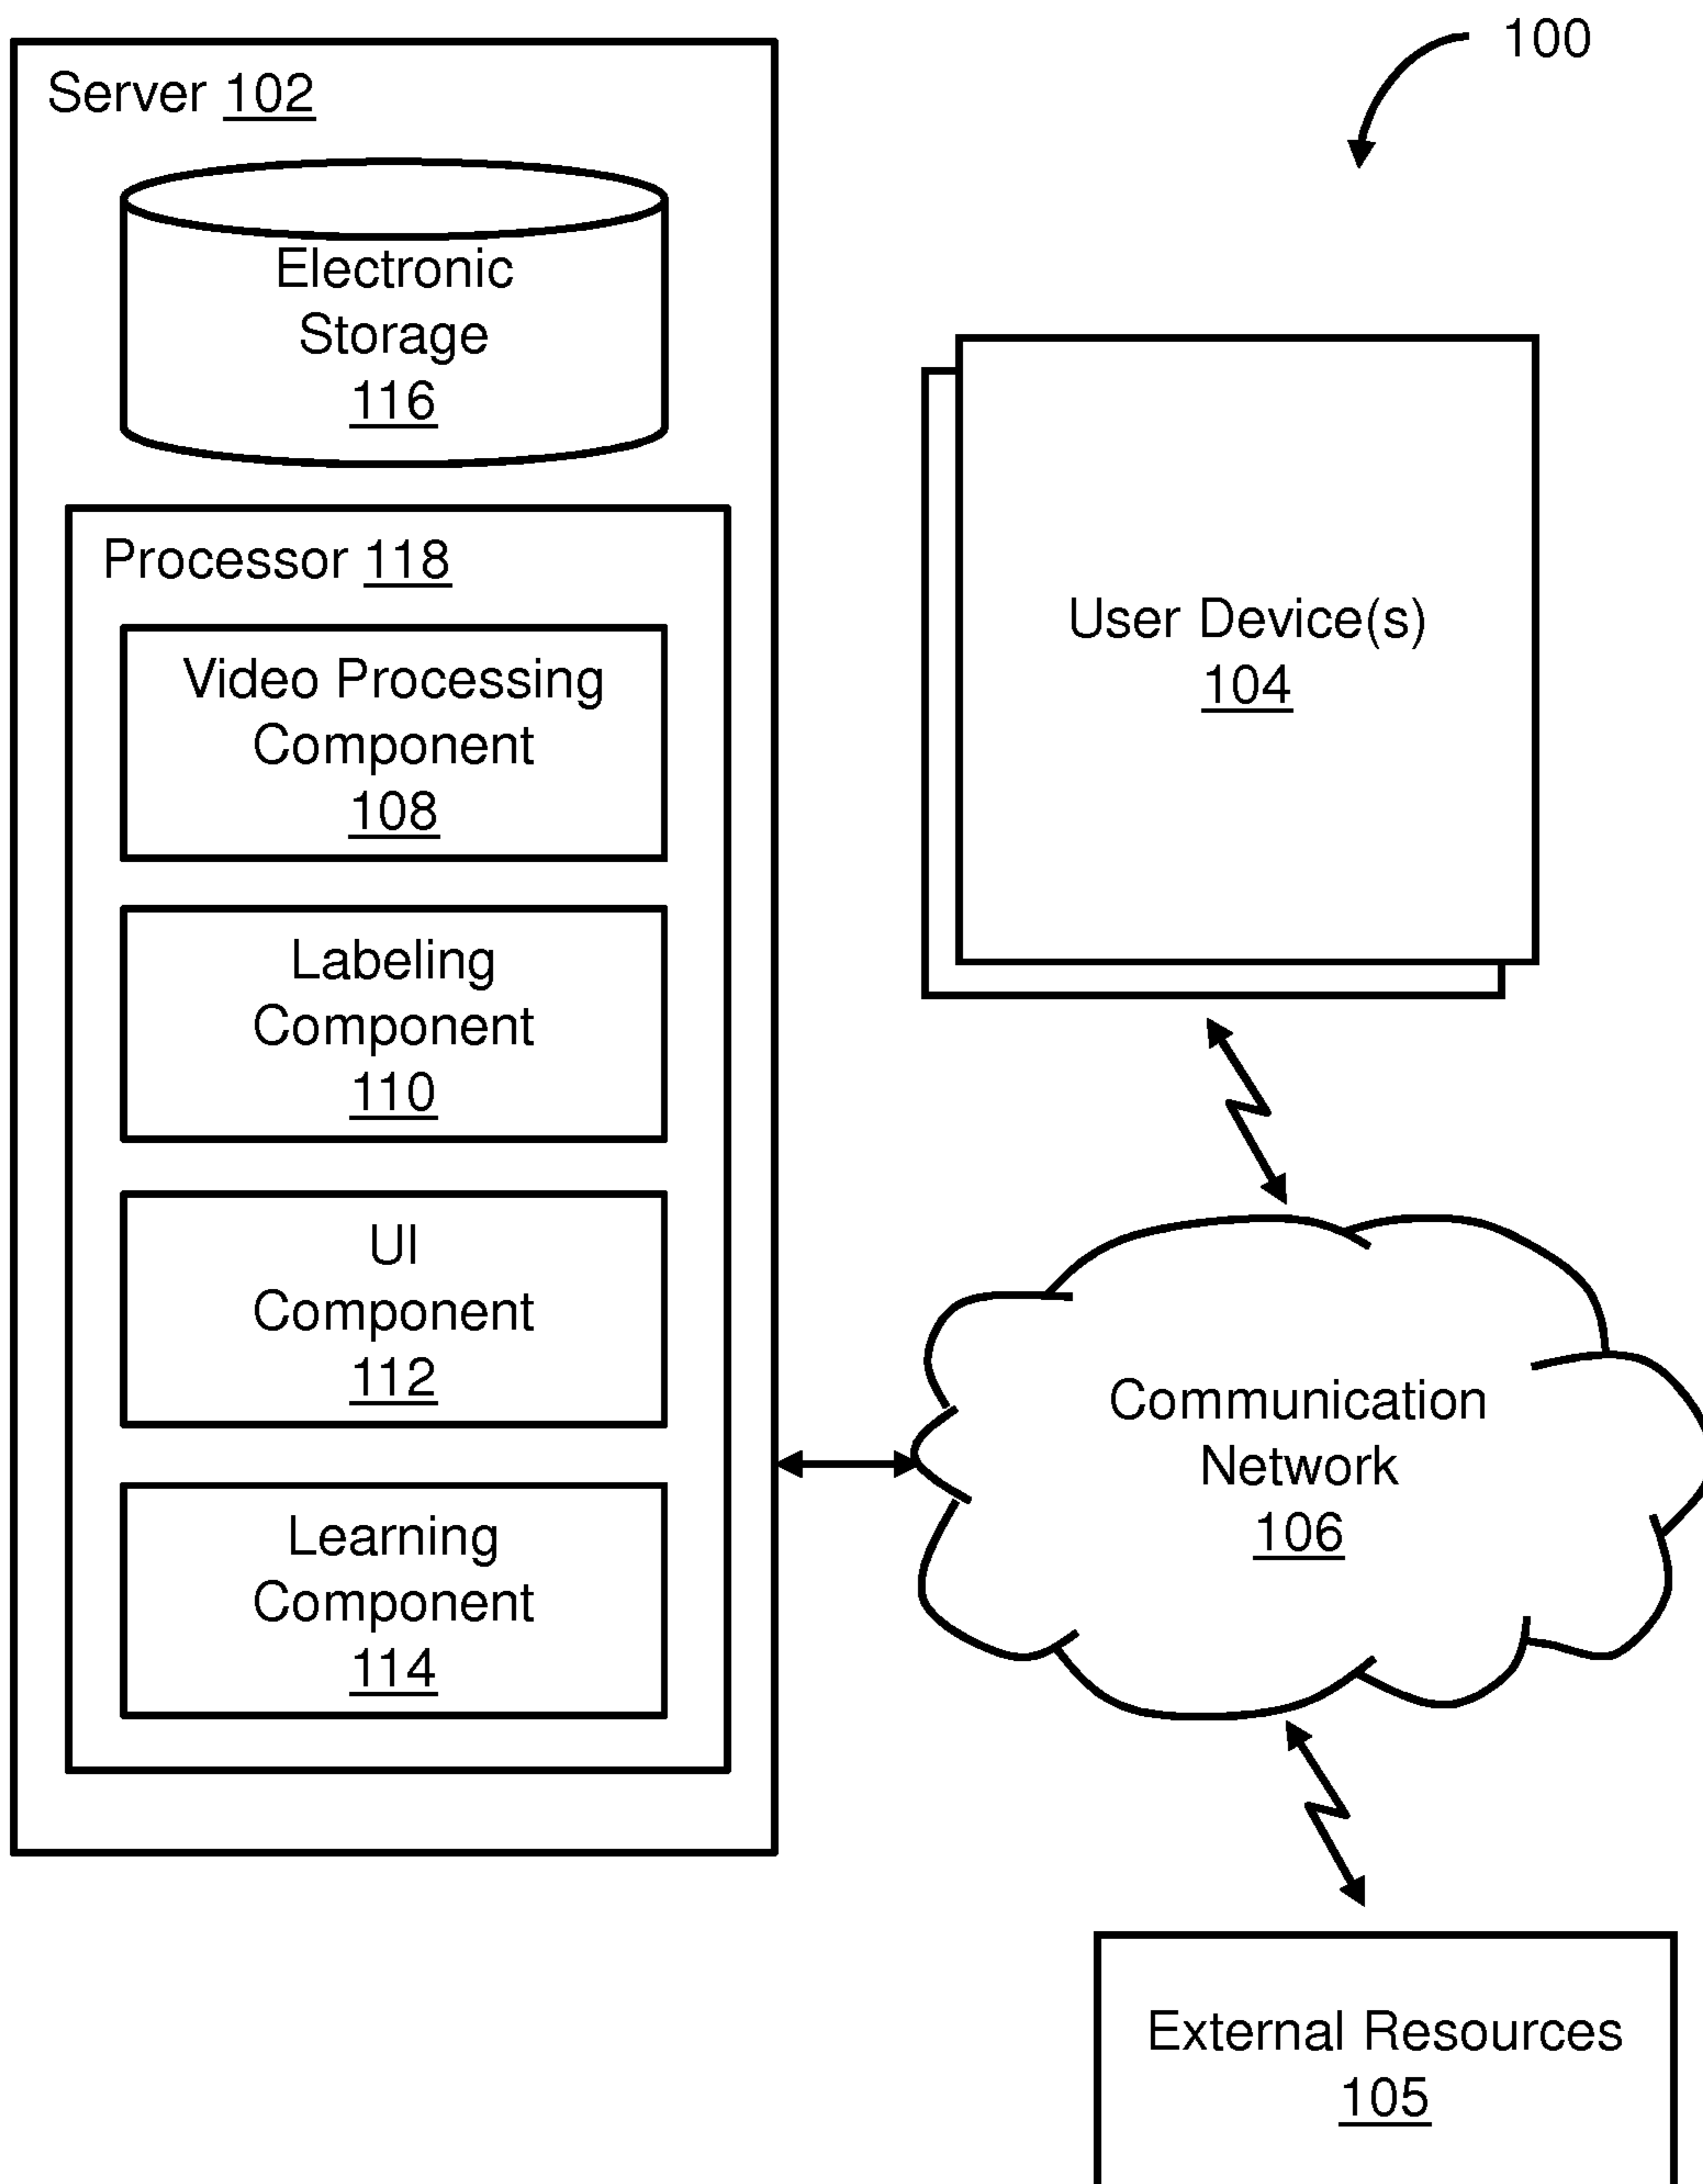 100
Server 102
Electronic
Storage
116
Processor 118
Video Processing
Component
108
Labeling
Component
110
UI
Component
112
Learning
Component
114
User Device(s)
104
Communication
Network
106
External Resources
105